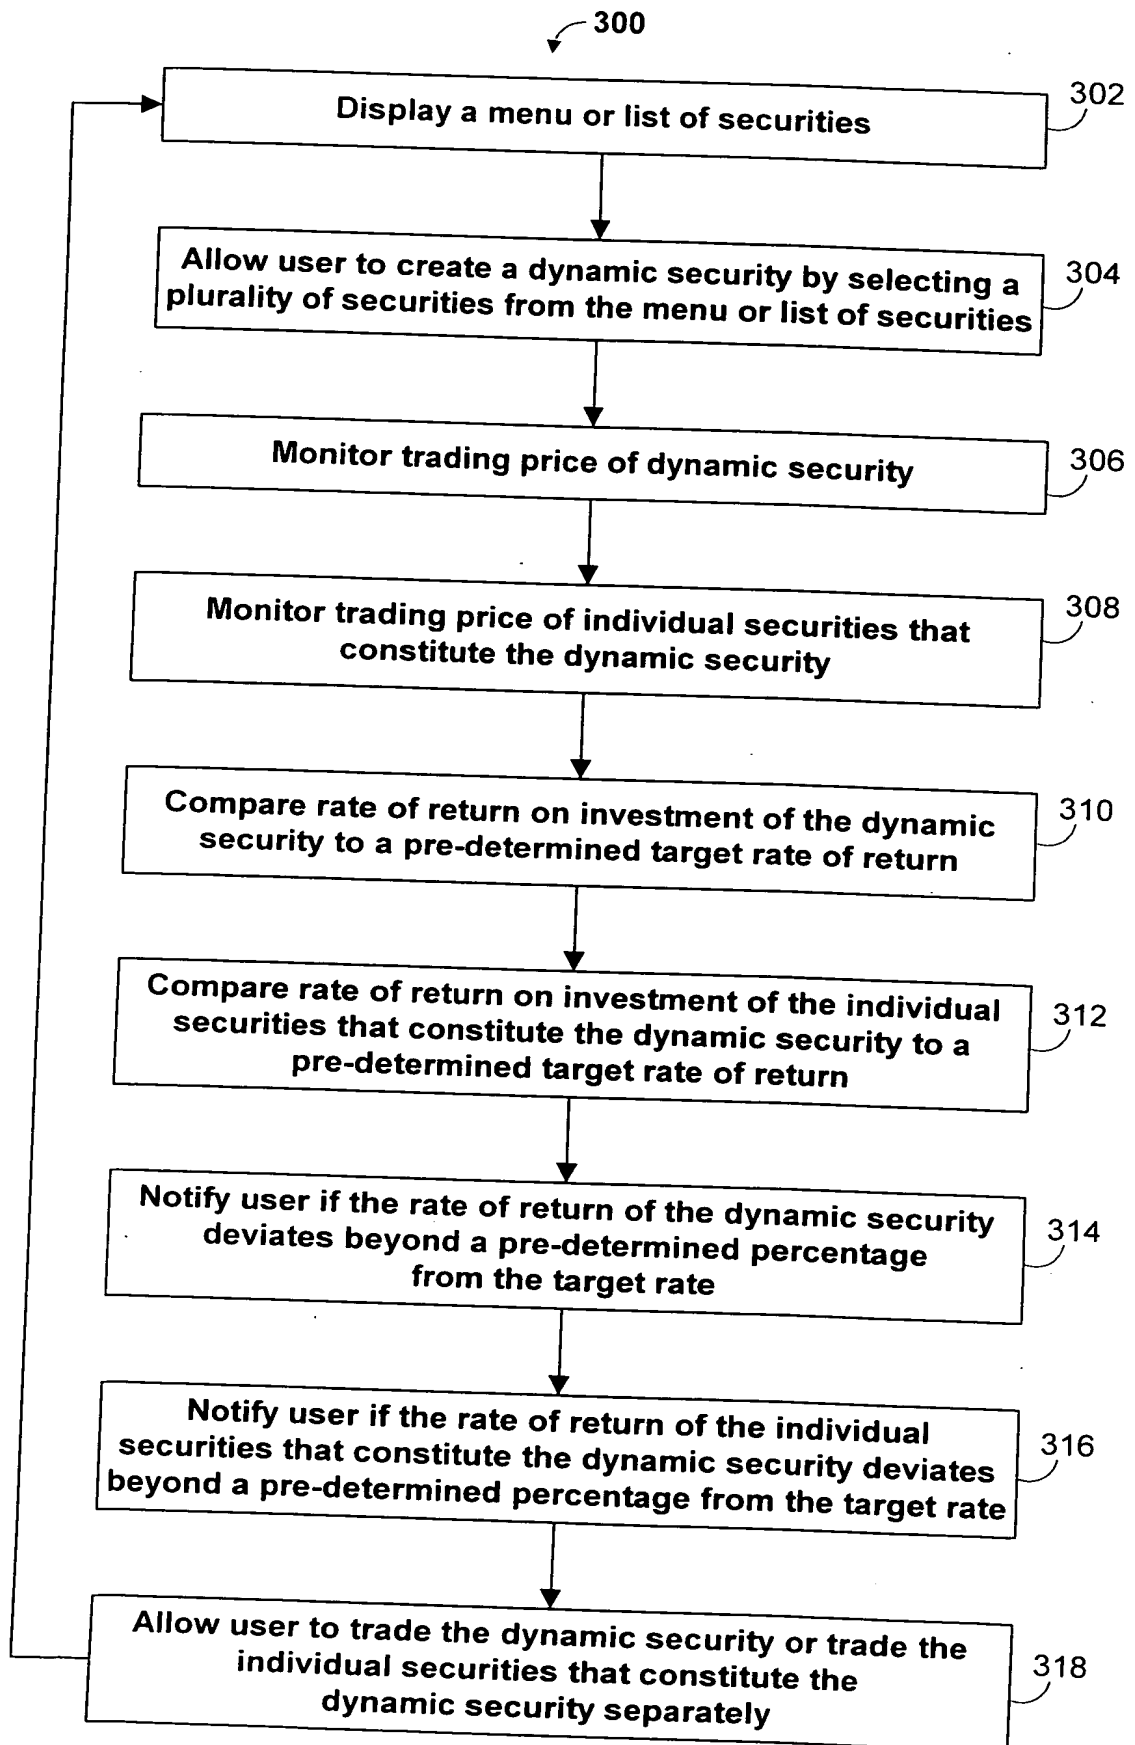 300
Display a menu or list of securities
302
Allow user to create a dynamic security by selecting a
plurality of securities from the menu or list of securities
304
Monitor trading price of dynamic security
306
Monitor trading price of individual securities that
constitute the dynamic security
308
Compare rate of return on investment of the dynamic
security to a pre-determined target rate of return
310
Compare rate of return on investment of the individual
securities that constitute the dynamic security to a
pre-determined target rate of return
312
Notify user if the rate of return of the dynamic security
deviates beyond a pre-determined percentage
from the target rate
314
Notify user if the rate of return of the individual
securities that constitute the dynamic security deviates
beyond a pre-determined percentage from the target rate
316
Allow user to trade the dynamic security or trade the
individual securities that constitute the
dynamic security separately
318